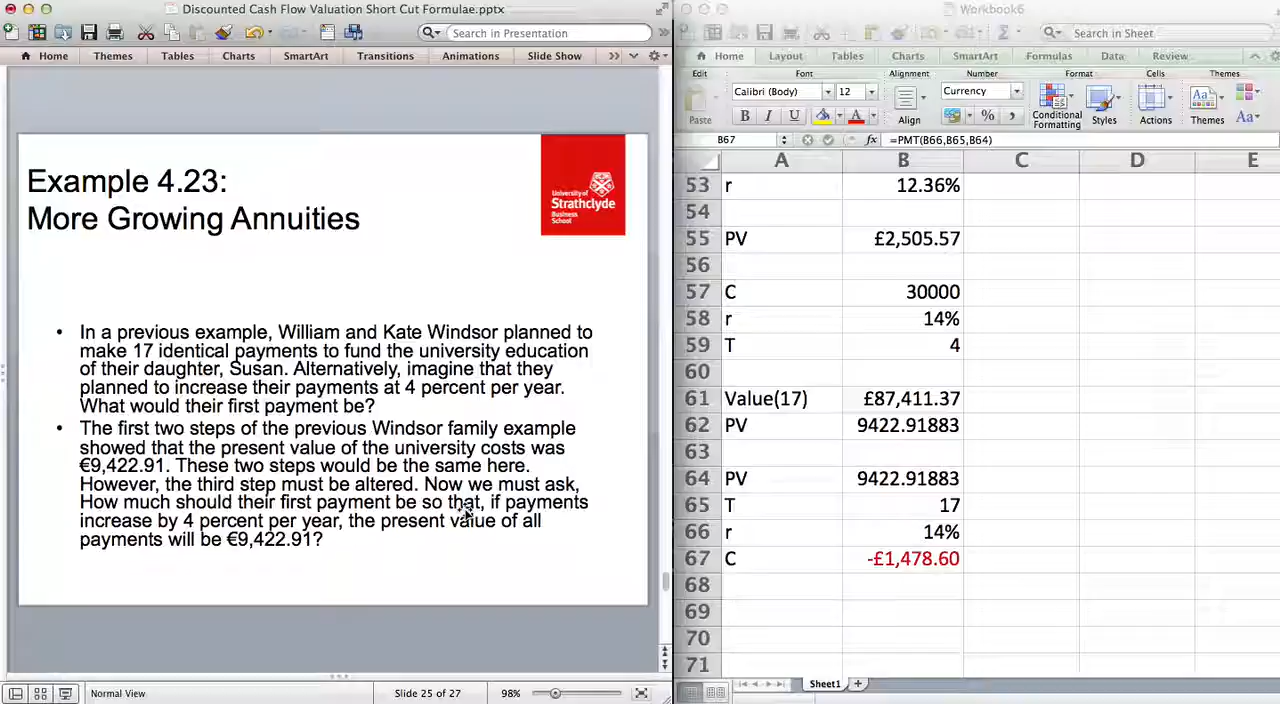 Discounted Cash Flow Valuation Short Cut Formulae.pptx
Search in Presentation
Home Themes Tables Charts SmartArt Transitions Animations Slide Show
Example 4.23:
More Growing Annuities
University of
Strathclyde
Business
School
• In a previous example, William and Kate Windsor planned to
make 17 identical payments to fund the university education
of their daughter, Susan. Alternatively, imagine that they
planned to increase their payments at 4 percent per year.
What would their first payment be?
• The first two steps of the previous Windsor family example
showed that the present value of the university costs was
€9,422.91. These two steps would be the same here.
However, the third step must be altered. Now we must ask,
How much should their first payment be so that, if payments
increase by 4 percent per year, the present value of all
payments will be €9,422.91?
Normal View Slide 25 of 27 98%
Workbook6
Search in Sheet
Home Layout Tables Charts SmartArt Formulas Data Review
Edit Font Alignment Number Format Cells Themes
Calibri (Body) 12 Currency
Paste B I U A Align % Conditional Formatting Styles Actions Themes Aa
B67 fx =PMT(B66,B65,B64)
A B C D E
53 r 12.36%
54
55 PV £2,505.57
56
57 C 30000
58 r 14%
59 T 4
60
61 Value(17) £87,411.37
62 PV 9422.91883
63
64 PV 9422.91883
65 T 17
66 r 14%
67 C -£1,478.60
68
69
70
71
Sheet1